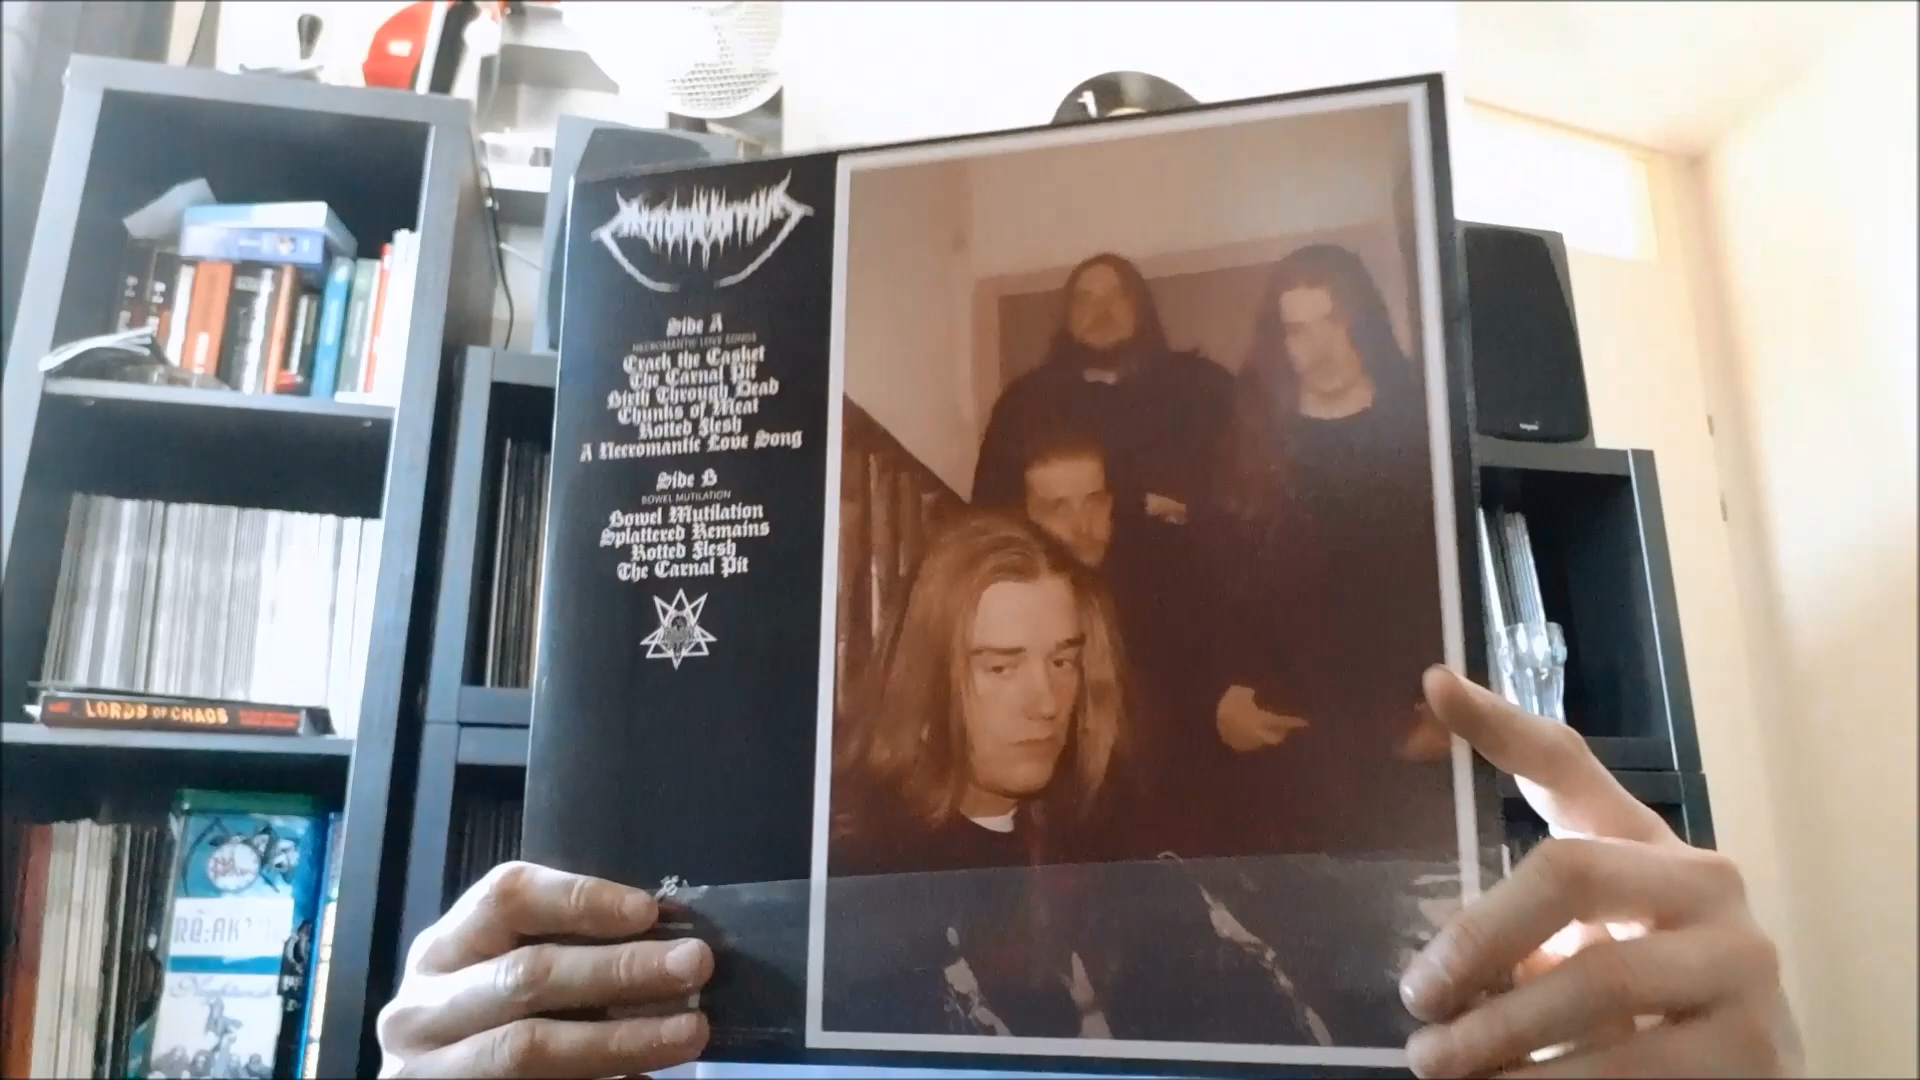 Side A
NECROMANTIC LOVE SONGS
Crack the Casket
The Carnal Pit
Birth Through Dead
Chunks of Meat
Rotted Flesh
A Necromantic Love Song
Side B
BOWEL MUTILATION
Bowel Mutilation
Splattered Remains
Rotted Flesh
The Carnal Pit
LORDS OF CHAOS